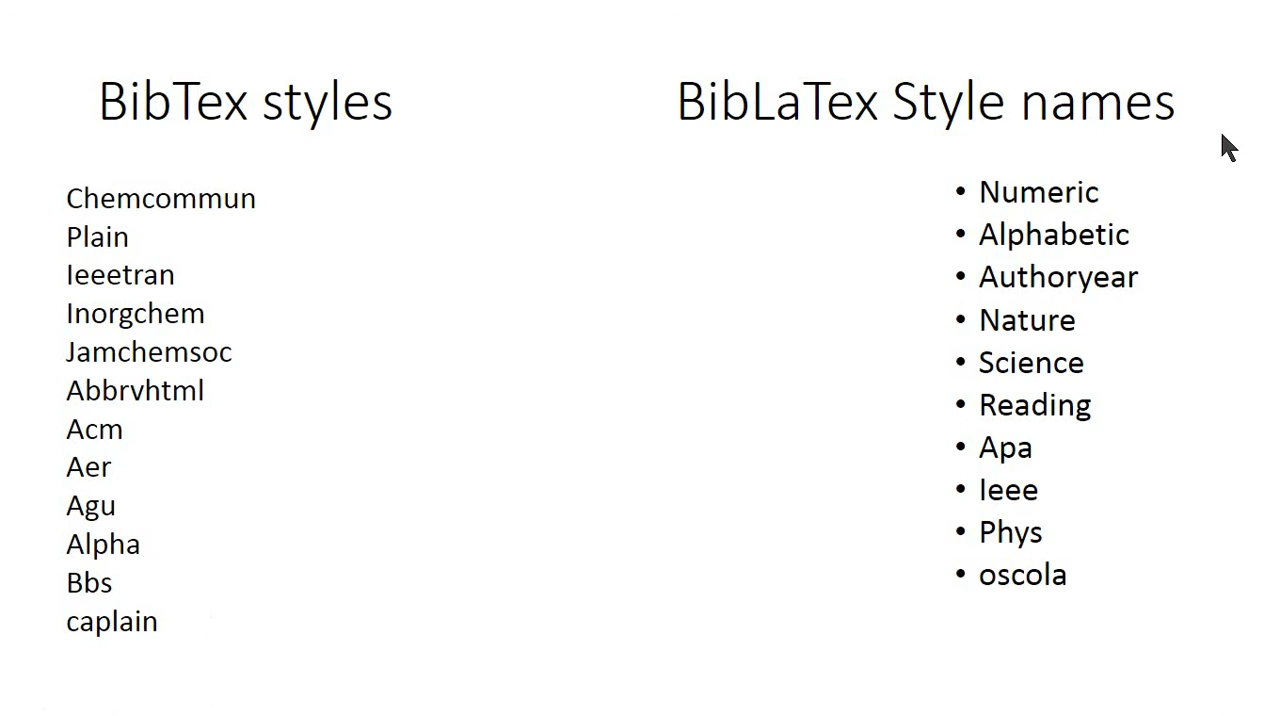 BibTex styles
Chemcommun
Plain
Ieeetran
Inorgchem
Jamchemsoc
Abbrvhtml
Acm
Aer
Agu
Alpha
Bbs
caplain
BibLaTex Style names
• Numeric
• Alphabetic
• Authoryear
• Nature
• Science
• Reading
• Apa
• Ieee
• Phys
• oscola